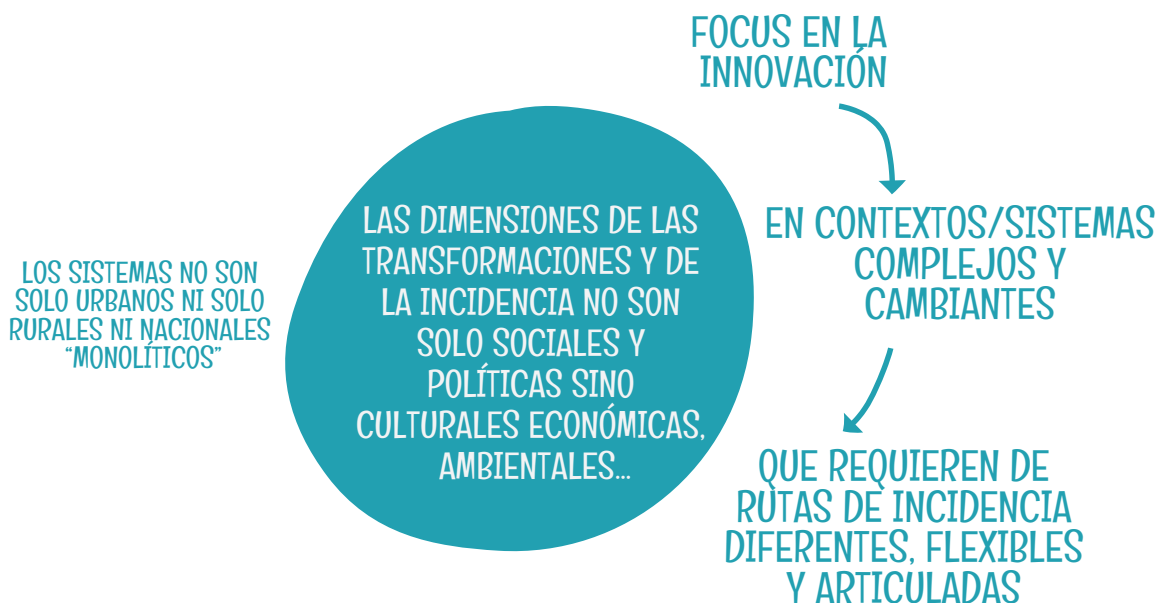 LOS SISTEMAS NO SON
SOLO URBANOS NI SOLO
RURALES NI NACIONALES
“MONOLÍTICOS”
LAS DIMENSIONES DE LAS
TRANSFORMACIONES Y DE
LA INCIDENCIA NO SON
SOLO SOCIALES Y
POLÍTICAS SINO
CULTURALES ECONÓMICAS,
AMBIENTALES...
FOCUS EN LA
INNOVACIÓN
EN CONTEXTOS/SISTEMAS
COMPLEJOS Y
CAMBIANTES
QUE REQUIEREN DE
RUTAS DE INCIDENCIA
DIFERENTES, FLEXIBLES
Y ARTICULADAS